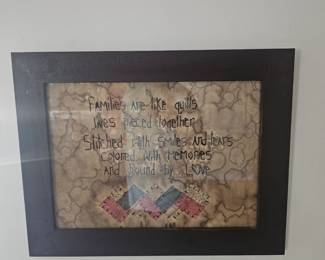 Families are like quilts
lives pieced together
Stitched with smiles and tears
Colored with memories
and Bound by Love